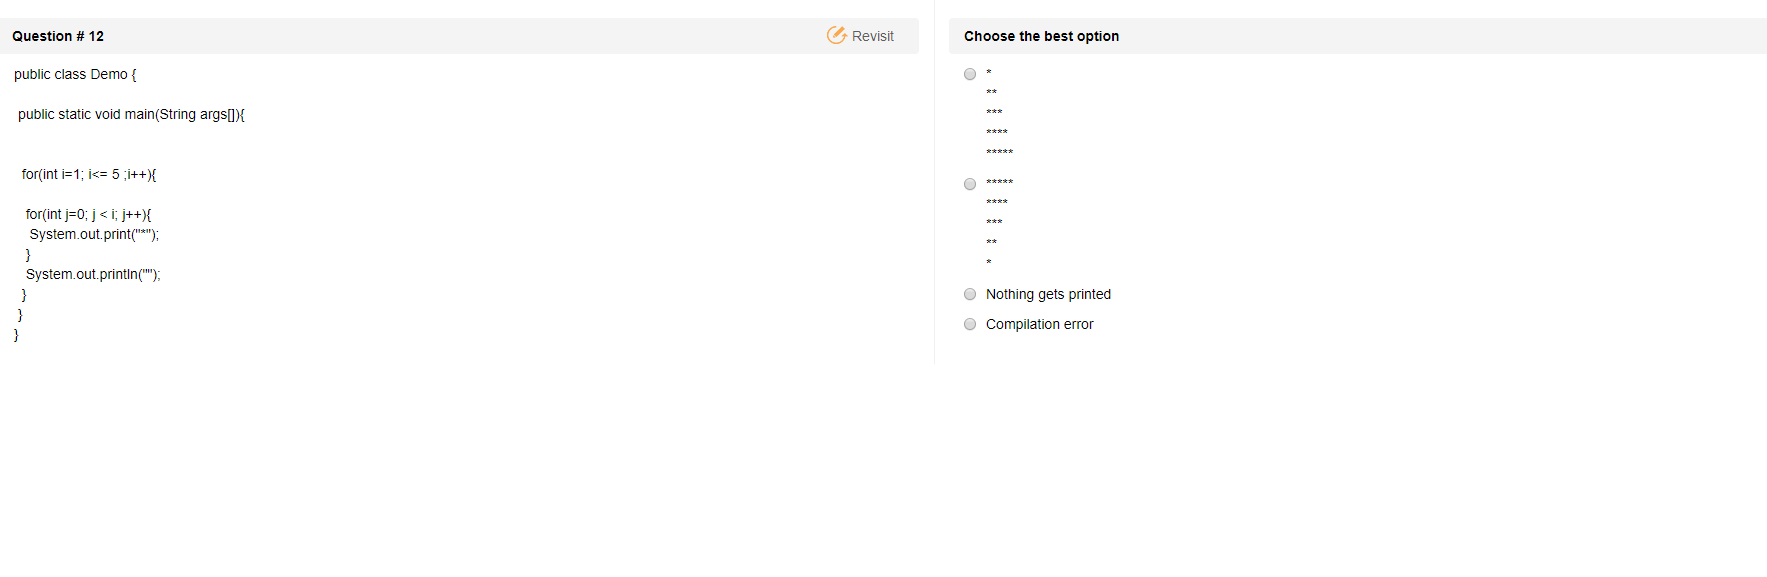 Question # 12
Revisit
public class Demo {
public static void main(String args[]){
for(int i=1; i<= 5 ;i++){
for(int j=0; j < i; j++){
System.out.print("*");
}
System.out.println("");
}
}
}
Choose the best option
*
**
***
****
*****
*****
****
***
**
*
Nothing gets printed
Compilation error